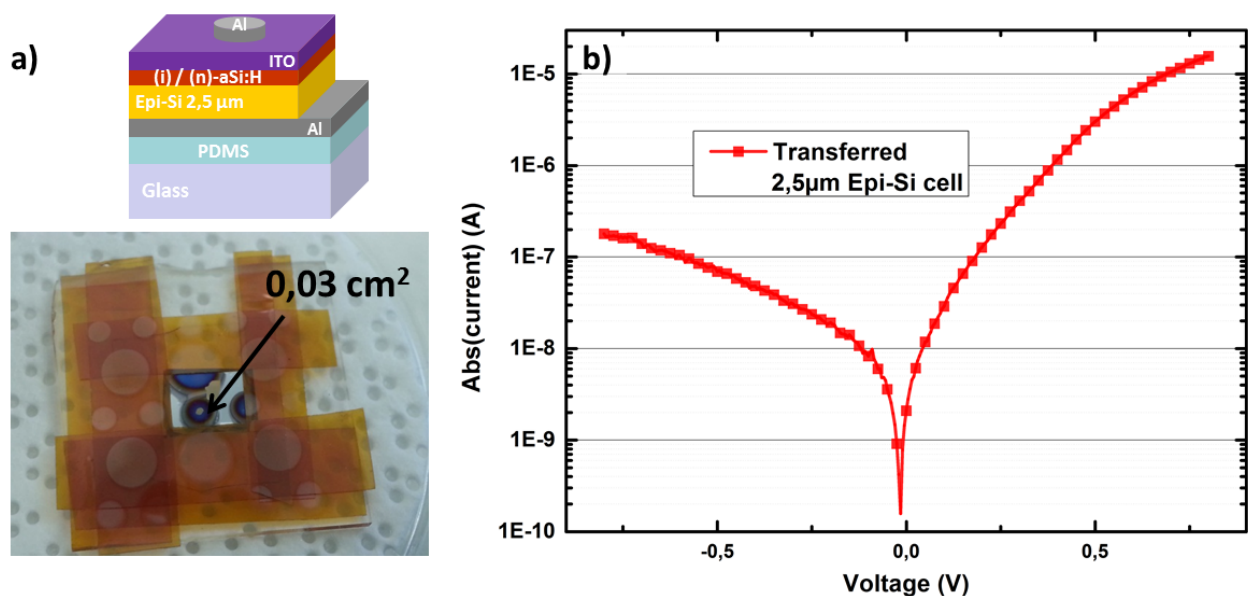 a)
Al
ITO
(i) / (n)-aSi:H
Epi-Si 2,5 µm
Al
PDMS
Glass
0,03 cm²
b)
Transferred
2,5µm Epi-Si cell
Abs(current) (A)
1E-5
1E-6
1E-7
1E-8
1E-9
1E-10
-0,5
0,0
0,5
Voltage (V)